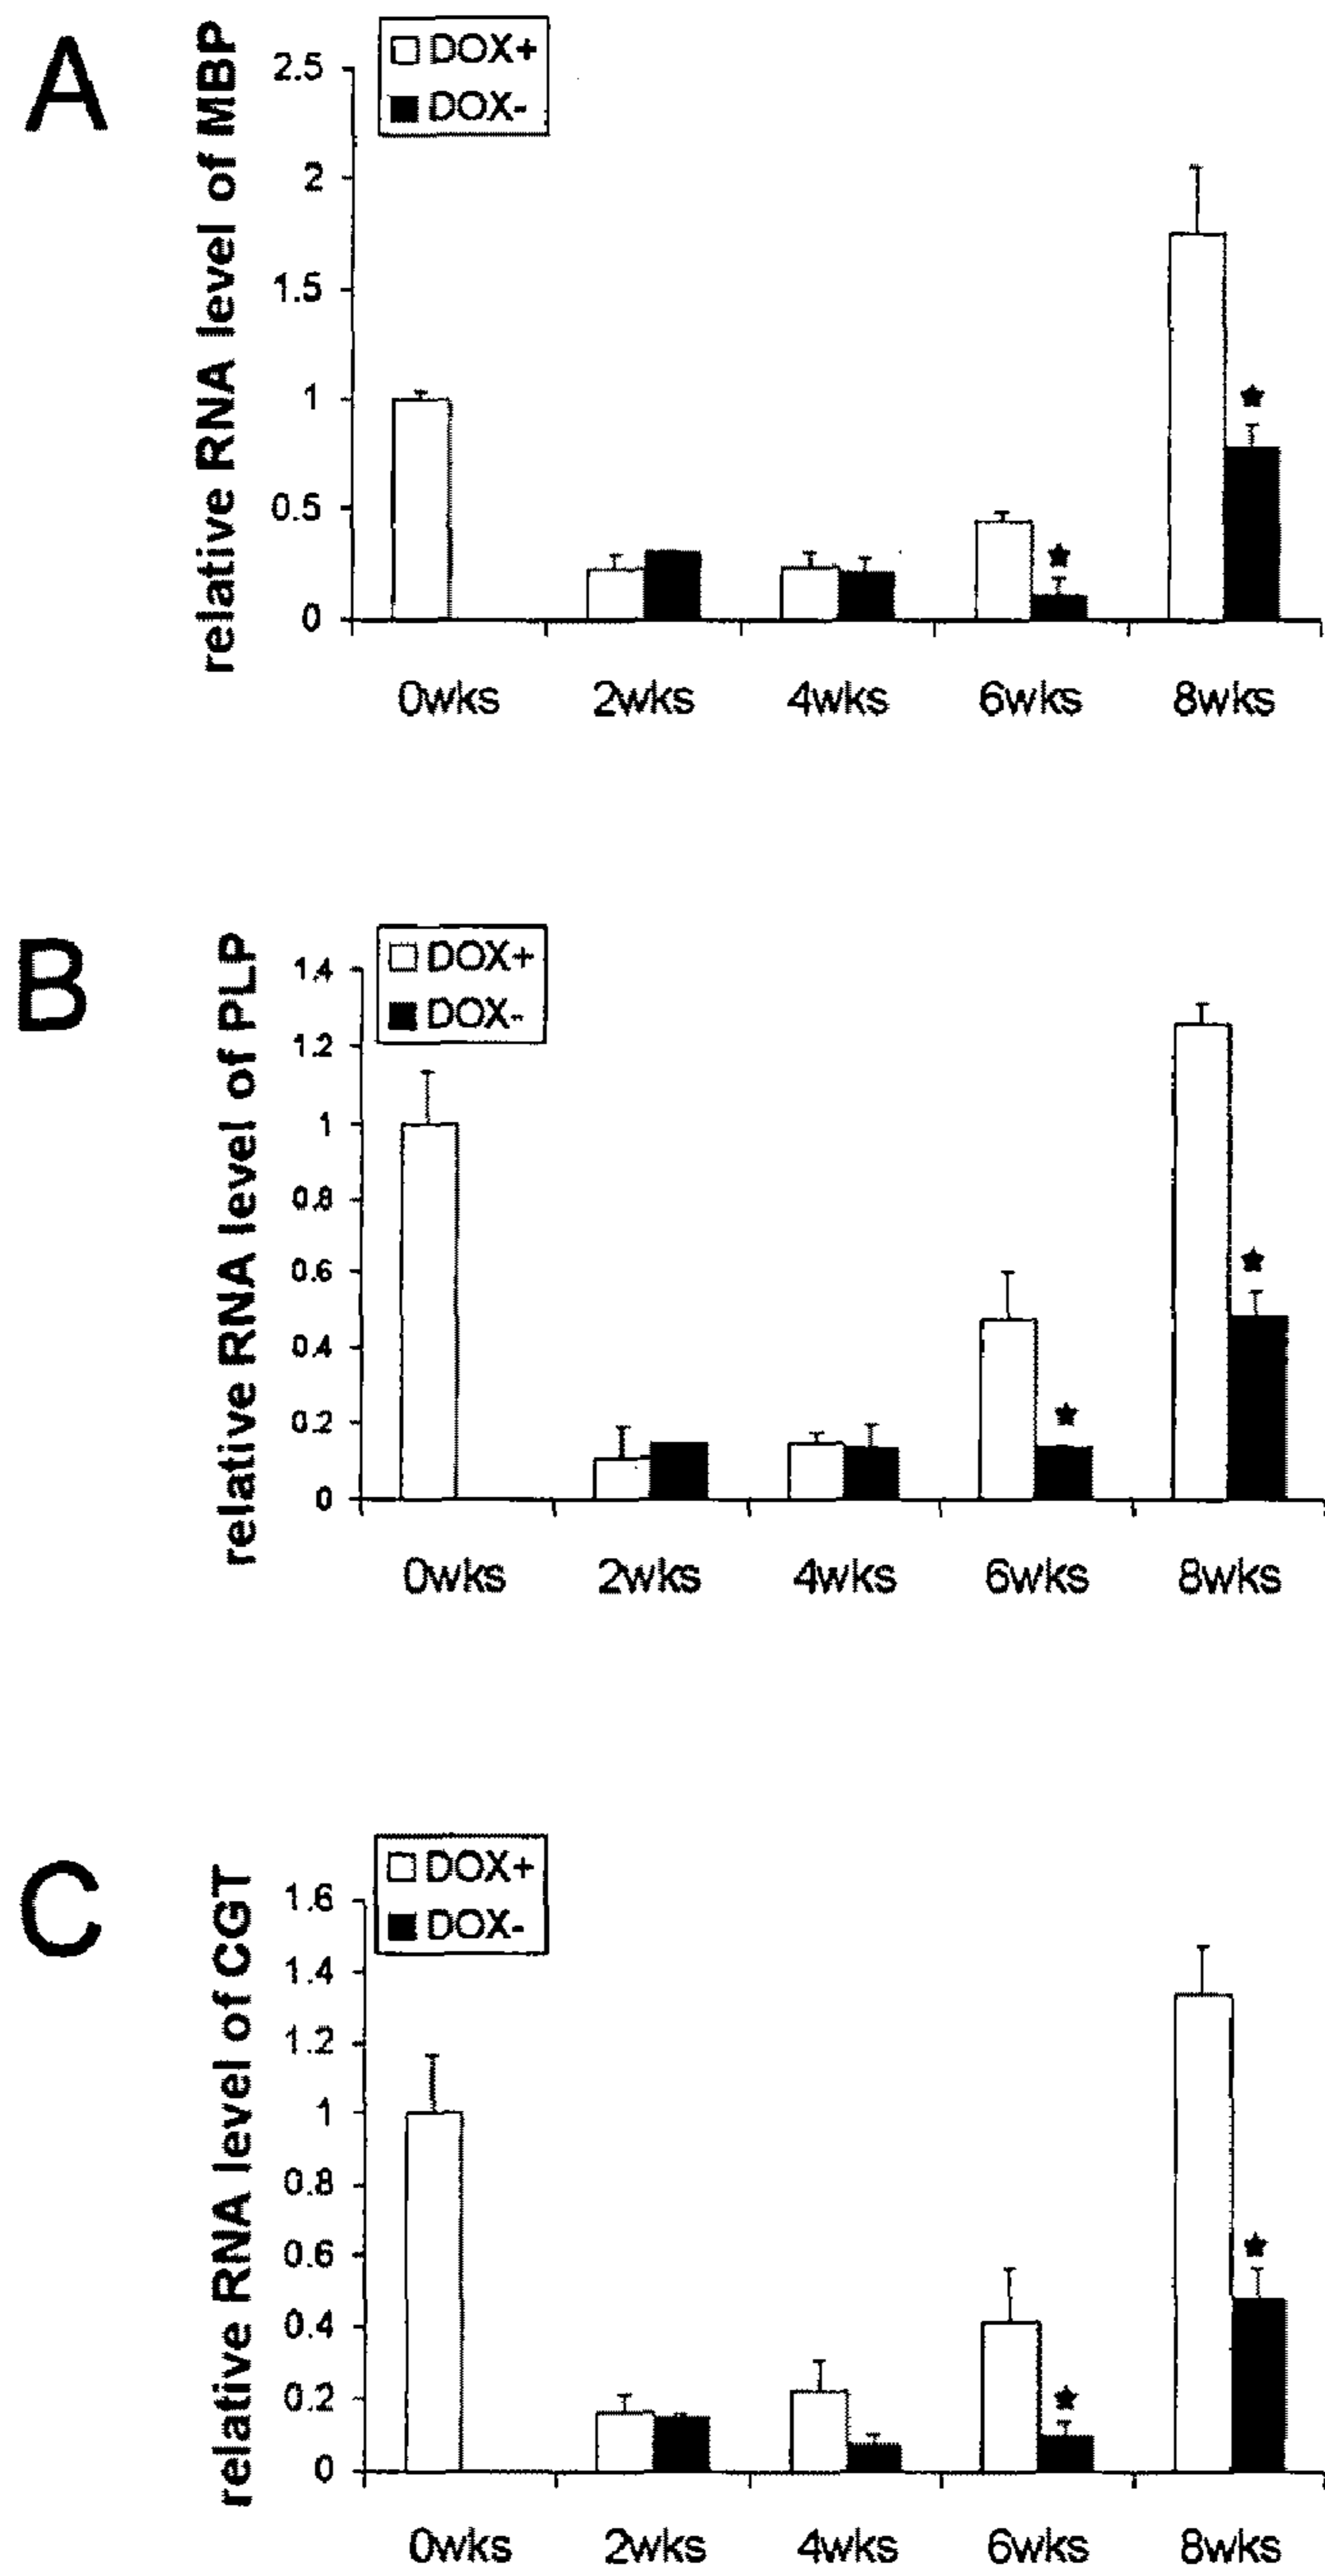 A
relative RNA level of MBP
DOX+
DOX-
2.5
2
1.5
1
0.5
0
0wks 2wks 4wks 6wks 8wks
B
relative RNA level of PLP
DOX+
DOX-
1.4
1.2
1
0.8
0.6
0.4
0.2
0
0wks 2wks 4wks 6wks 8wks
C
relative RNA level of CGT
DOX+
DOX-
1.6
1.4
1.2
1
0.8
0.6
0.4
0.2
0
0wks 2wks 4wks 6wks 8wks